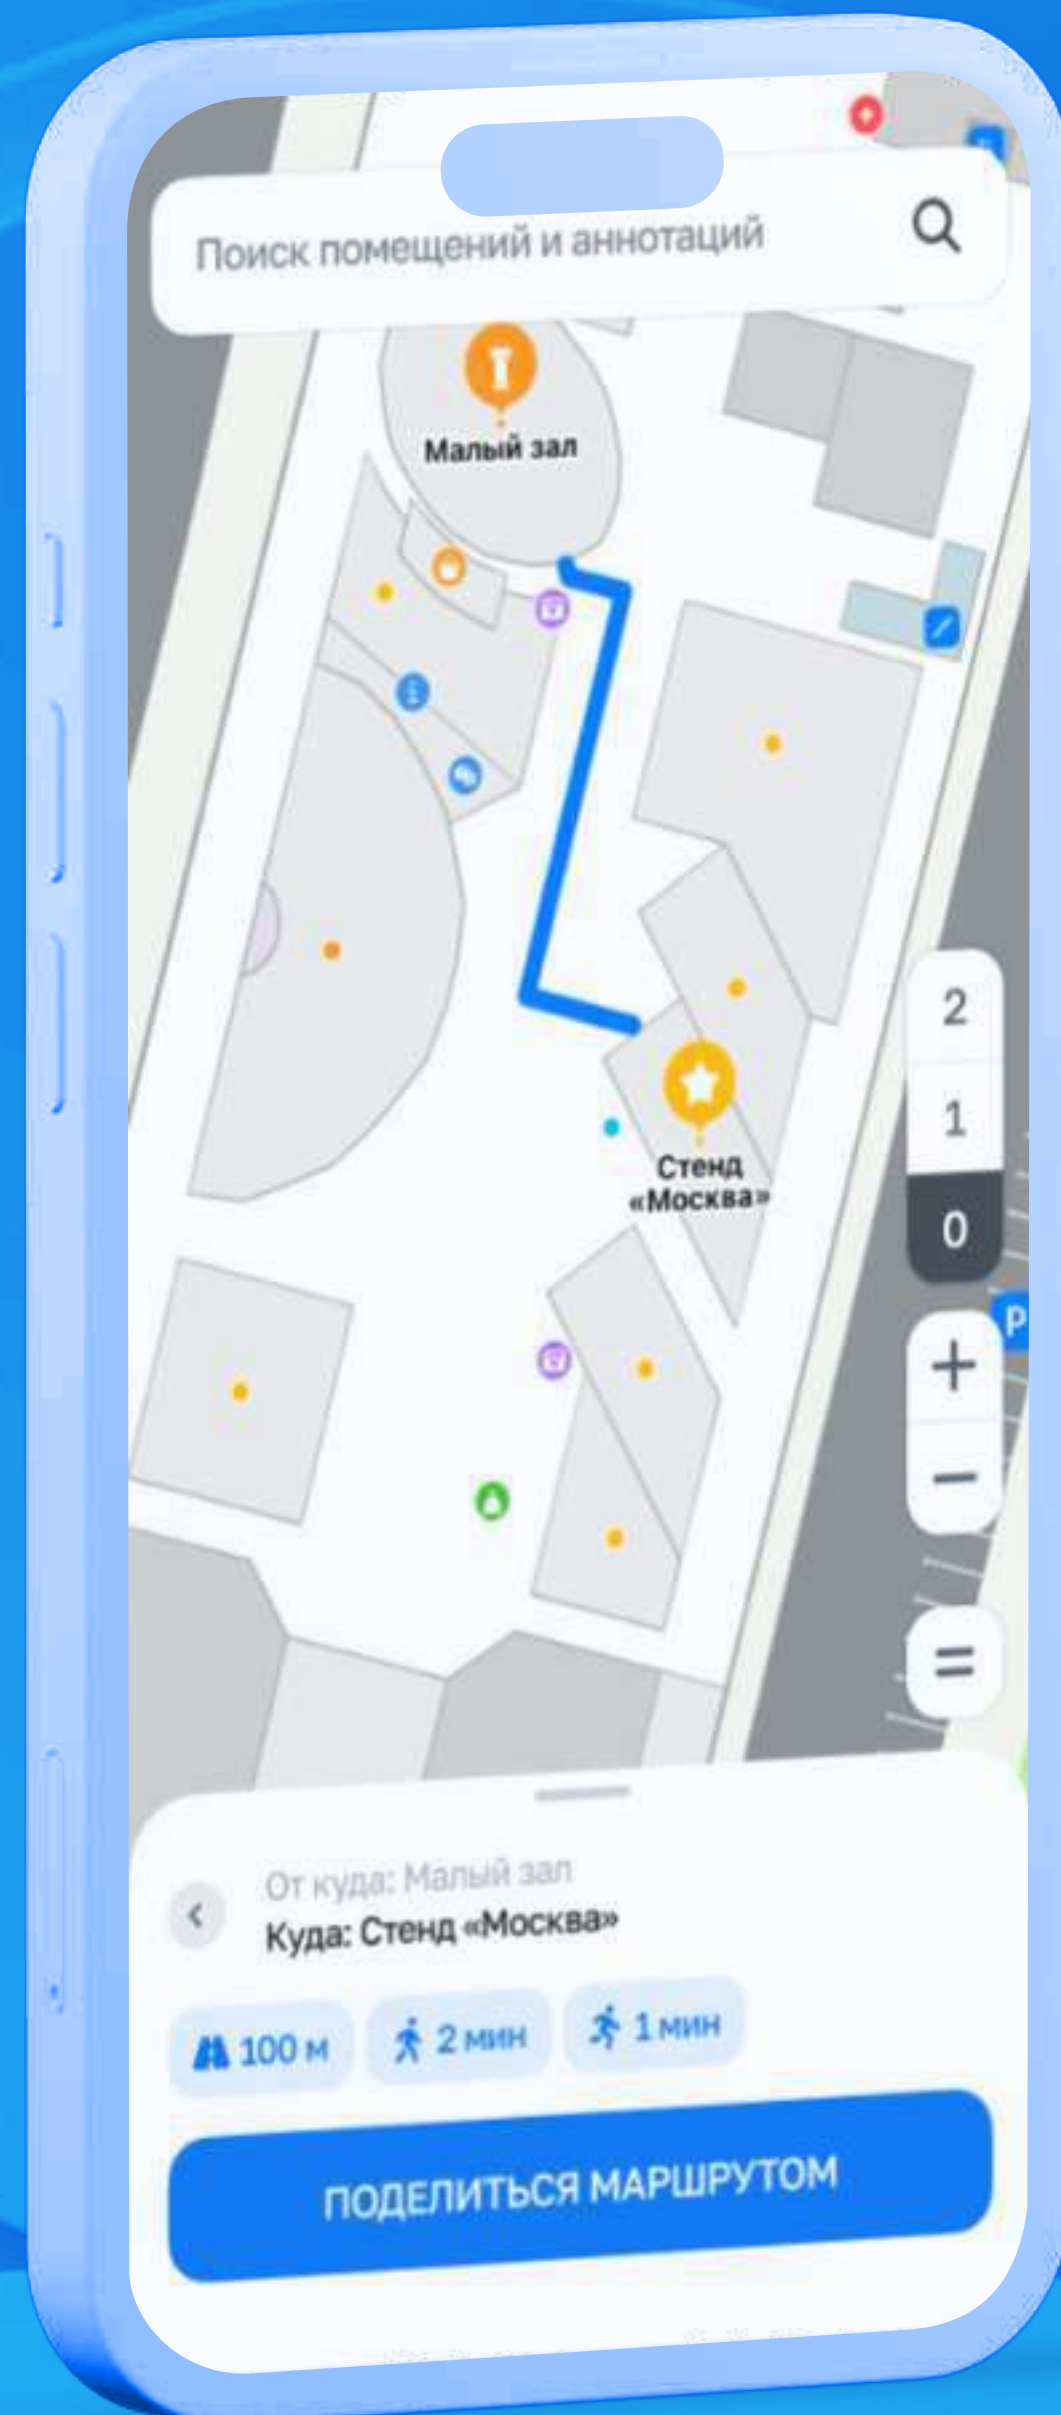 Поиск помещений и аннотаций
Малый зал
Стенд
«Москва»
2
1
0
P
От куда: Малый зал
Куда: Стенд «Москва»
100 м
2 мин
1 мин
ПОДЕЛИТЬСЯ МАРШРУТОМ